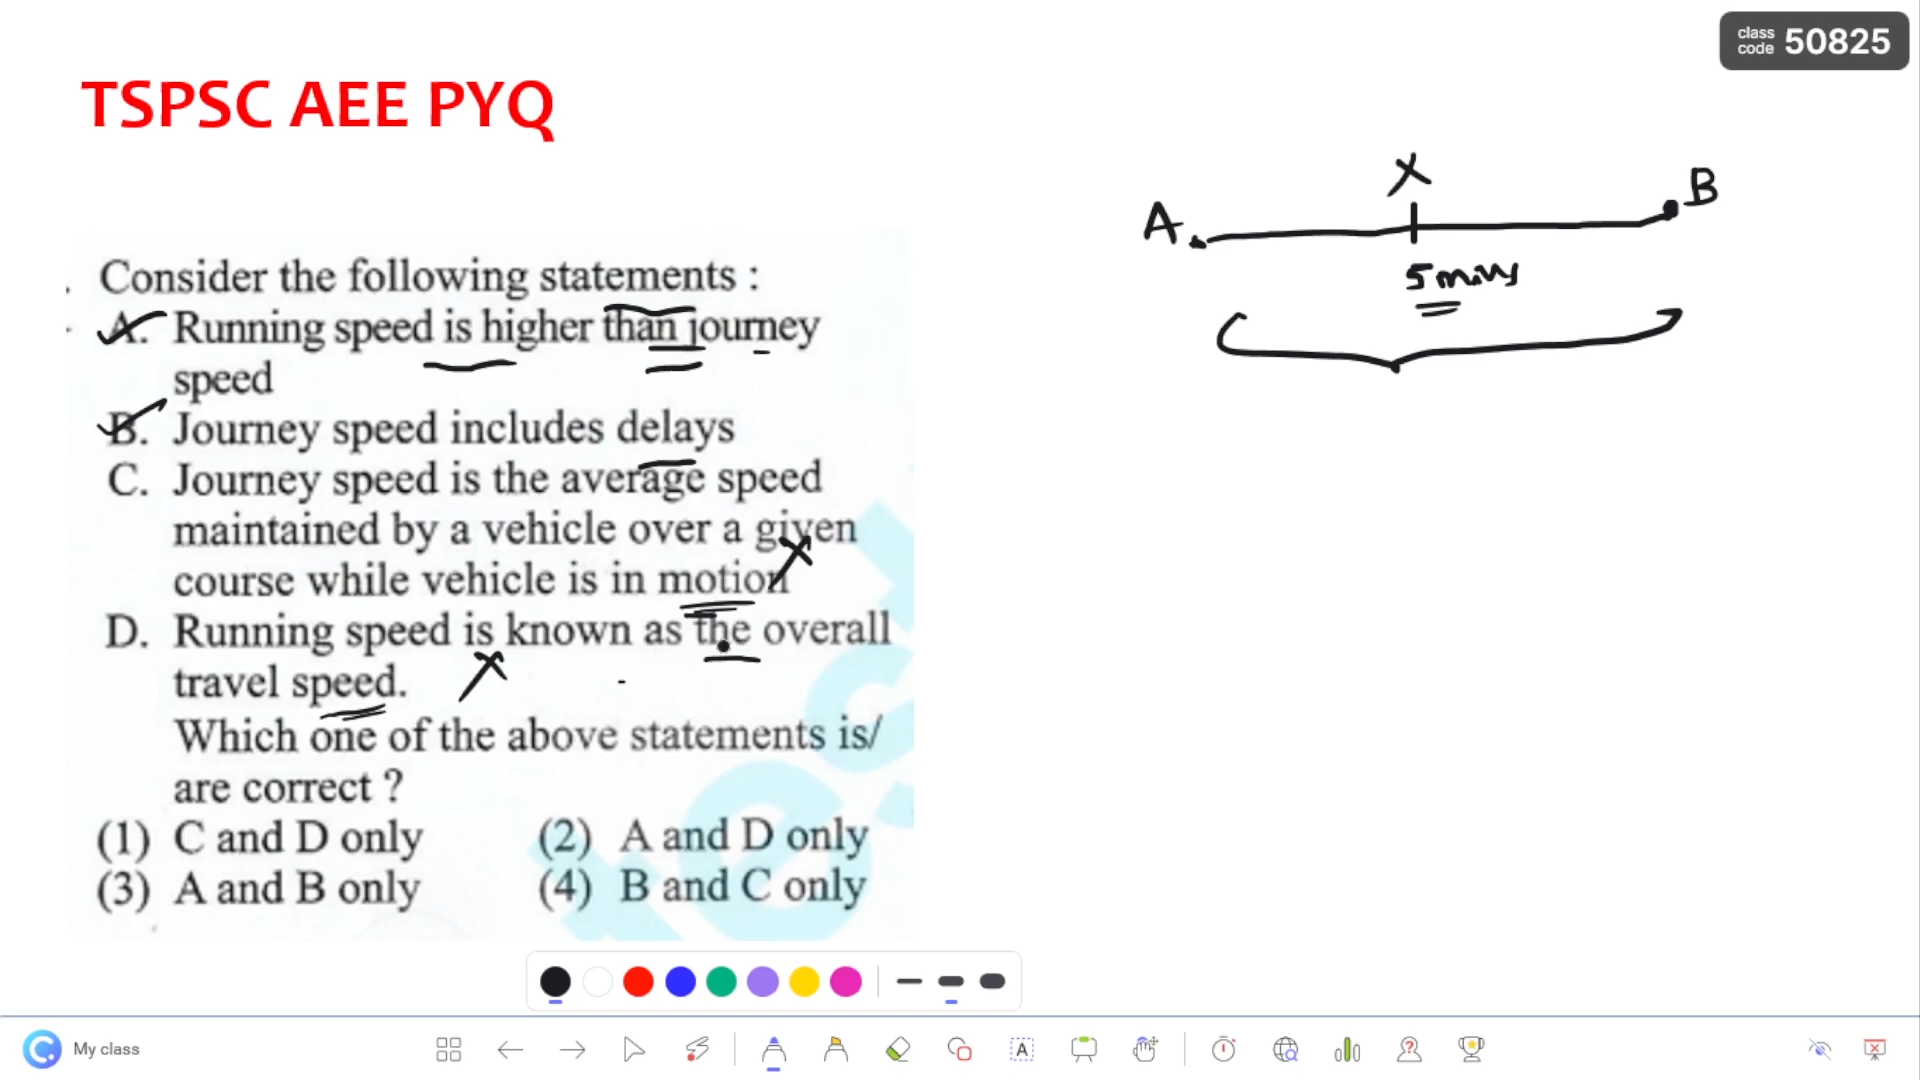 class
code 50825
TSPSC AEE PYQ
A
X
B
5 mins
Consider the following statements :
A. Running speed is higher than journey
speed
B. Journey speed includes delays
C. Journey speed is the average speed
maintained by a vehicle over a given
course while vehicle is in motion
D. Running speed is known as the overall
travel speed.
Which one of the above statements is/
are correct ?
(1) C and D only (2) A and D only
(3) A and B only (4) B and C only
My class